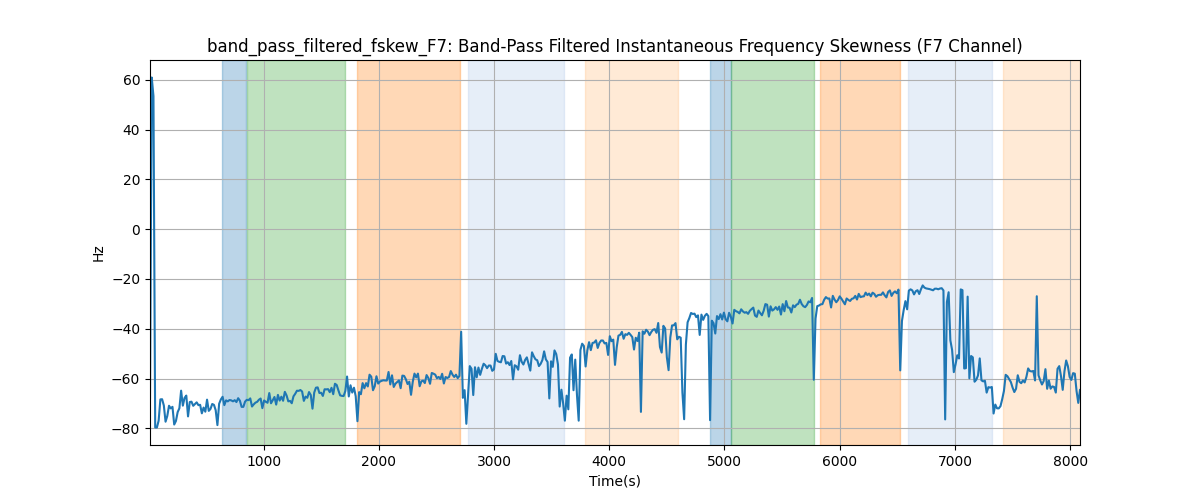 band_pass_filtered_fskew_F7: Band-Pass Filtered Instantaneous Frequency Skewness (F7 Channel)
60
40
20
0
−20
−40
−60
−80
Hz
1000 2000 3000 4000 5000 6000 7000 8000
Time(s)